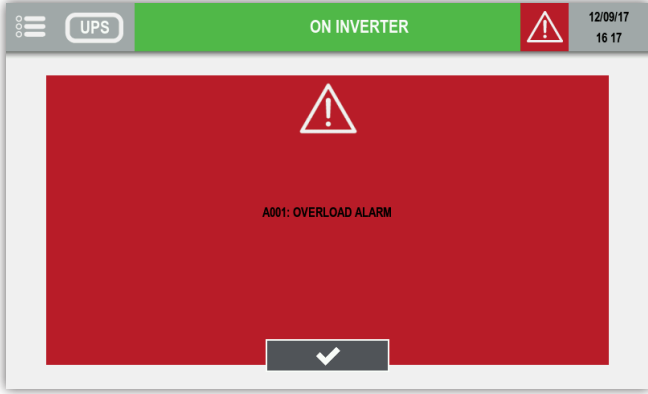 UPS
ON INVERTER
12/09/17
16 17
A001: OVERLOAD ALARM